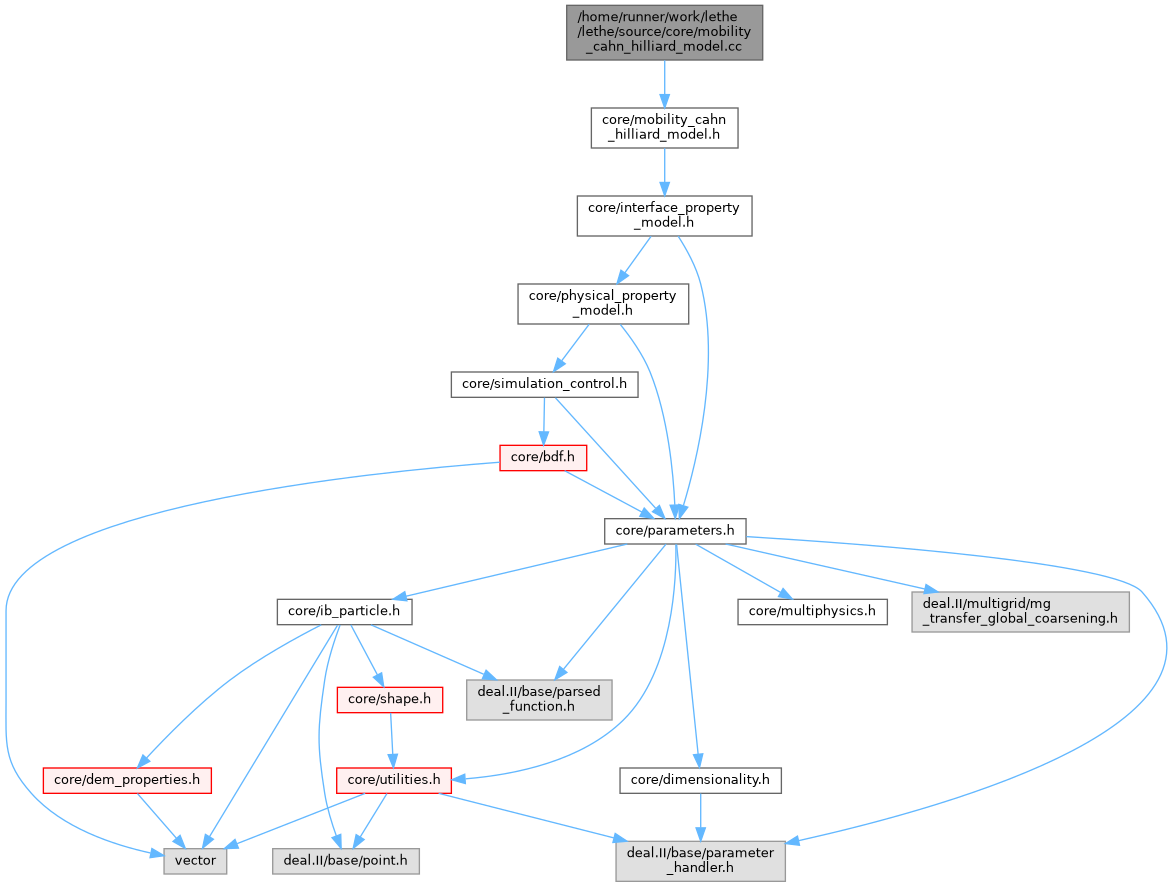 /home/runner/work/lethe
/lethe/source/core/mobility
_cahn_hilliard_model.cc
core/mobility_cahn
_hilliard_model.h
core/interface_property
_model.h
core/physical_property
_model.h
core/simulation_control.h
core/bdf.h
core/parameters.h
core/ib_particle.h
core/multiphysics.h
deal.II/multigrid/mg
_transfer_global_coarsening.h
core/shape.h
deal.II/base/parsed
_function.h
core/dem_properties.h
core/utilities.h
core/dimensionality.h
vector
deal.II/base/point.h
deal.II/base/parameter
_handler.h